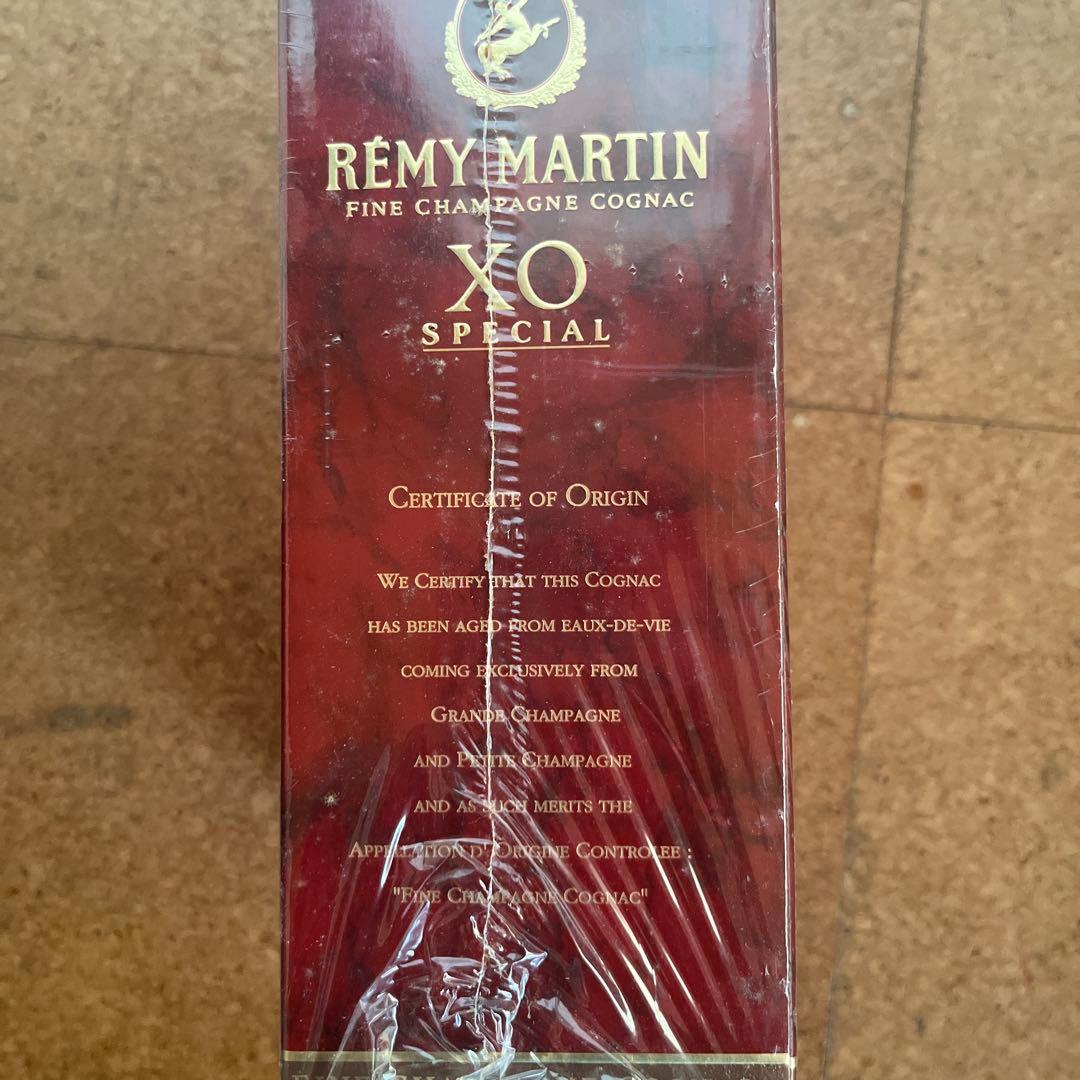 RÉMY MARTIN
FINE CHAMPAGNE COGNAC
XO
SPECIAL
CERTIFICATE OF ORIGIN
WE CERTIFY THAT THIS COGNAC
HAS BEEN AGED FROM EAUX-DE-VIE
COMING EXCLUSIVELY FROM
GRANDE CHAMPAGNE
AND PETITE CHAMPAGNE
AND AS SUCH MERITS THE
APPELLATION D' ORIGINE CONTROLEE :
"FINE CHAMPAGNE COGNAC"